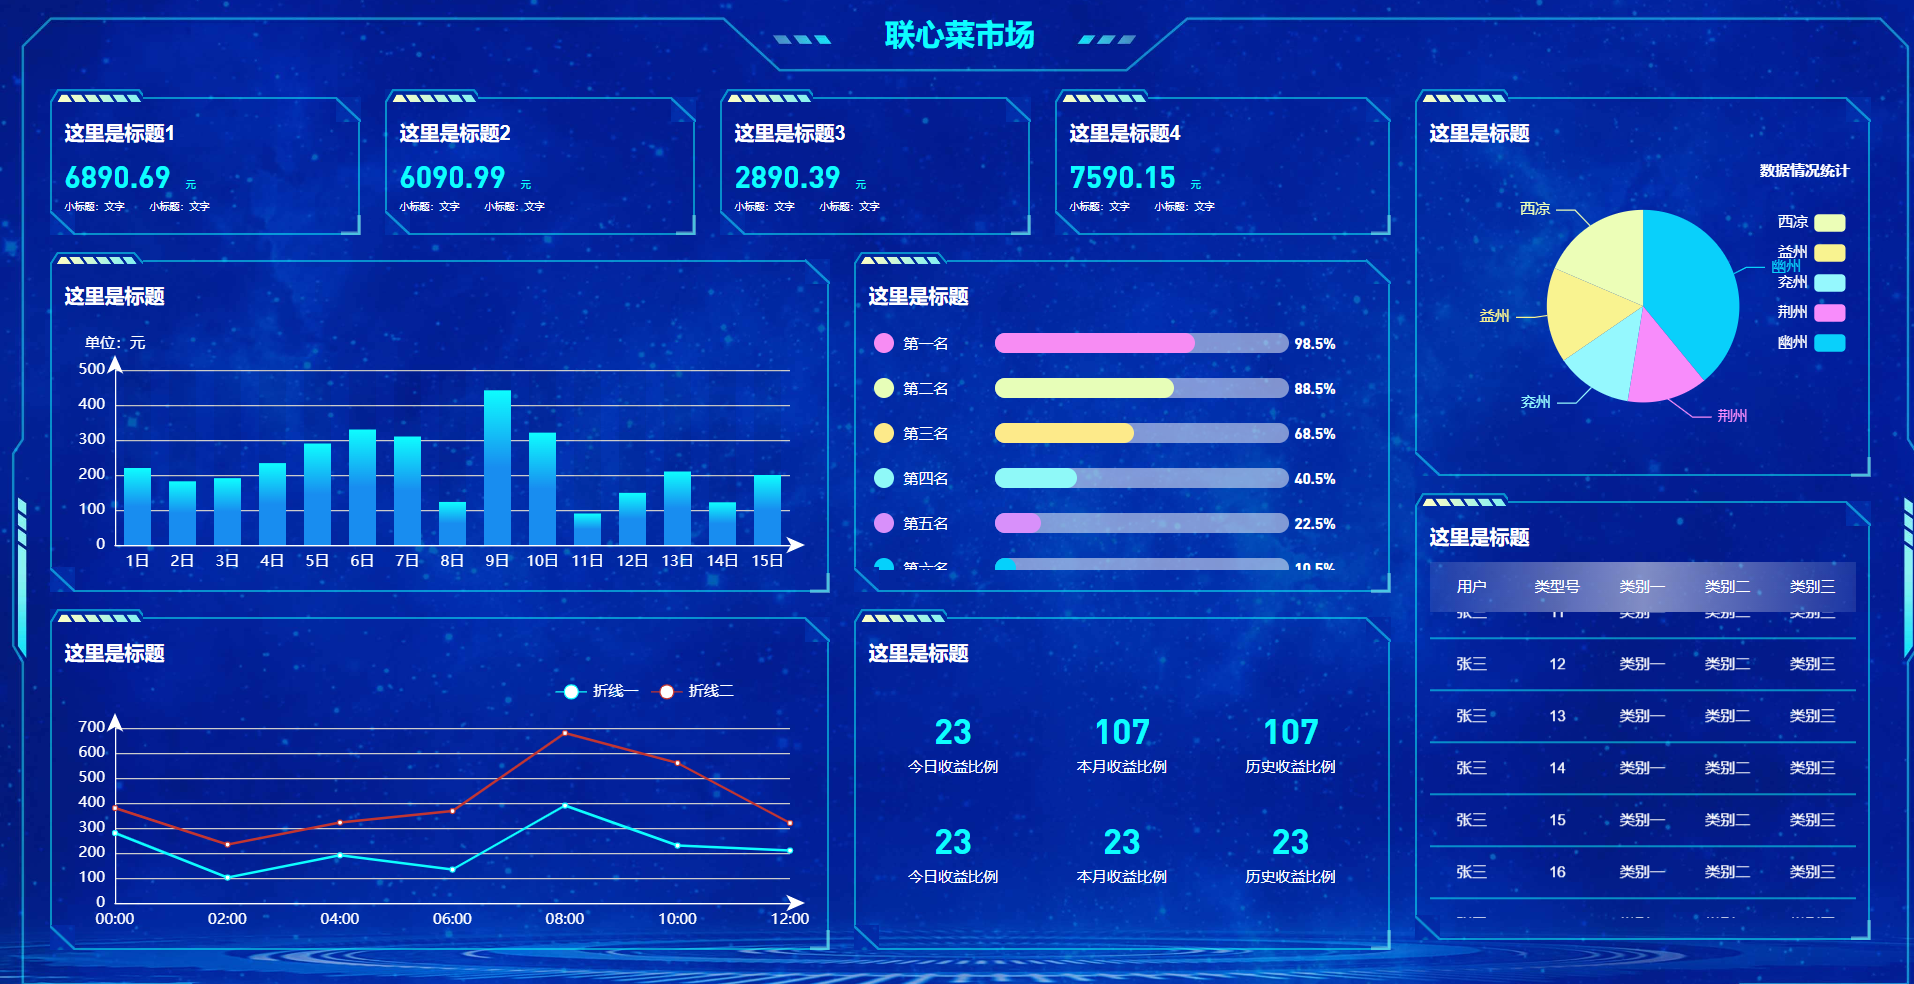 联心菜市场
这里是标题1
6890.69 元
小标题：文字 小标题：文字
这里是标题2
6090.99 元
小标题：文字 小标题：文字
这里是标题3
2890.39 元
小标题：文字 小标题：文字
这里是标题4
7590.15 元
小标题：文字 小标题：文字
这里是标题
数据情况统计
西凉
益州
兖州
荆州
幽州
西凉
益州
兖州
荆州
幽州
这里是标题
单位：元
500
400
300
200
100
0
1日 2日 3日 4日 5日 6日 7日 8日 9日 10日 11日 12日 13日 14日 15日
这里是标题
第一名 98.5%
第二名 88.5%
第三名 68.5%
第四名 40.5%
第五名 22.5%
第六名 10.5%
这里是标题
用户 类型号 类别一 类别二 类别三
张三 11 类别一 类别二 类别三
张三 12 类别一 类别二 类别三
张三 13 类别一 类别二 类别三
张三 14 类别一 类别二 类别三
张三 15 类别一 类别二 类别三
张三 16 类别一 类别二 类别三
这里是标题
折线一 折线二
700
600
500
400
300
200
100
0
00:00 02:00 04:00 06:00 08:00 10:00 12:00
这里是标题
23 107 107
今日收益比例 本月收益比例 历史收益比例
23 23 23
今日收益比例 本月收益比例 历史收益比例